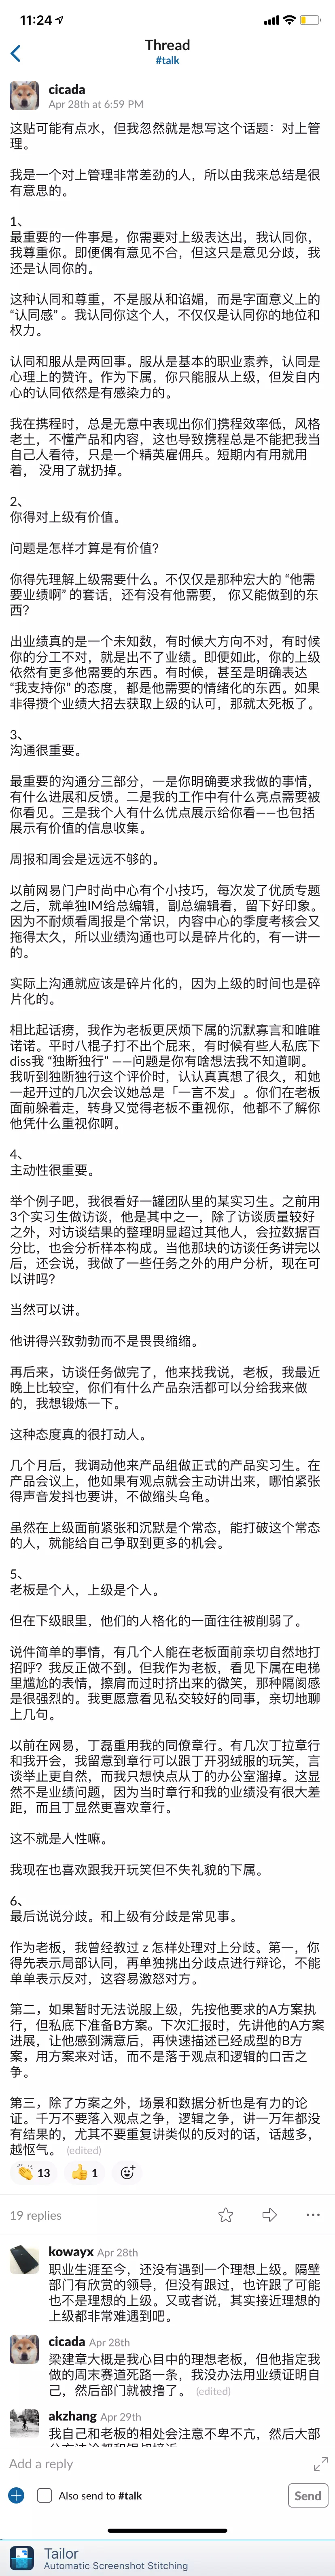 11:24
Thread
#talk
cicada
Apr 28th at 6:59 PM
这贴可能有点水，但我忽然就是想写这个话题：对上管
理。
我是一个对上管理非常差劲的人，所以由我来总结是很
有意思的。
1、
最重要的一件事是，你需要对上级表达出，我认同你，
我尊重你。即便偶有意见不合，但这只是意见分歧，我
还是认同你的。
这种认同和尊重，不是服从和谄媚，而是字面意义上的
“认同感” 。我认同你这个人，不仅仅是认同你的地位和
权力。
认同和服从是两回事。服从是基本的职业素养，认同是
心理上的赞许。作为下属，你只能服从上级，但发自内
心的认同依然是有感染力的。
我在携程时，总是无意中表现出你们携程效率低，风格
老土，不懂产品和内容，这也导致携程总是不能把我当
自己人看待，只是一个精英雇佣兵。短期内有用就用
着， 没用了就扔掉。
2、
你得对上级有价值。
问题是怎样才算是有价值？
你得先理解上级需要什么。不仅仅是那种宏大的 “他需
要业绩啊” 的套话，还有没有他需要， 你又能做到的东
西？
出业绩真的是一个未知数，有时候大方向不对，有时候
你的分工不对，就是出不了业绩。即便如此，你的上级
依然有更多他需要的东西。有时候，甚至是明确表达
“我支持你” 的态度，都是他需要的情绪化的东西。如果
非得攒个业绩大招去获取上级的认可，那就太死板了。
3、
沟通很重要。
最重要的沟通分三部分，一是你明确要求我做的事情，
有什么进展和反馈。二是我的工作中有什么亮点需要被
你看见。三是我个人有什么优点展示给你看——也包括
展示有价值的信息收集。
周报和周会是远远不够的。
以前网易门户时尚中心有个小技巧，每次发了优质专题
之后，就单独IM给总编辑，副总编辑看，留下好印象。
因为不耐烦看周报是个常识，内容中心的季度考核会又
拖得太久，所以业绩沟通也可以是碎片化的，有一讲一
的。
实际上沟通就应该是碎片化的，因为上级的时间也是碎
片化的。
相比起话痨，我作为老板更厌烦下属的沉默寡言和唯唯
诺诺。平时八棍子打不出个屁来，有时候有些人私底下
diss我 “独断独行” ——问题是你有啥想法我不知道啊。
我听到独断独行这个评价时，认认真真想了很久，和她
一起开过的几次会议她总是「一言不发」。你们在老板
面前躲着走，转身又觉得老板不重视你，他都不了解你
他凭什么重视你啊。
4、
主动性很重要。
举个例子吧，我很看好一罐团队里的某实习生。之前用
3个实习生做访谈，他是其中之一，除了访谈质量较好
之外，对访谈结果的整理明显超过其他人，会拉数据百
分比，也会分析样本构成。当他那块的访谈任务讲完以
后，还会说，我做了一些任务之外的用户分析，现在可
以讲吗？
当然可以讲。
他讲得兴致勃勃而不是畏畏缩缩。
再后来，访谈任务做完了，他来找我说，老板，我最近
晚上比较空，你们有什么产品杂活都可以分给我来做
的，我想锻炼一下。
这种态度真的很打动人。
几个月后，我调动他来产品组做正式的产品实习生。在
产品会议上，他如果有观点就会主动讲出来，哪怕紧张
得声音发抖也要讲，不做缩头乌龟。
虽然在上级面前紧张和沉默是个常态，能打破这个常态
的人，就能给自己争取到更多的机会。
5、
老板是个人，上级是个人。
但在下级眼里，他们的人格化的一面往往被削弱了。
说件简单的事情，有几个人能在老板面前亲切自然地打
招呼？我反正做不到。但我作为老板，看见下属在电梯
里尴尬的表情，擦肩而过时挤出来的微笑，那种隔阂感
是很强烈的。我更愿意看见私交较好的同事，亲切地聊
上几句。
以前在网易，丁磊重用我的同僚章行。有几次丁拉章行
和我开会，我留意到章行可以跟丁开羽绒服的玩笑，言
谈举止更自然，而我只想快点从丁的办公室溜掉。这显
然不是业绩问题，因为当时章行和我的业绩没有很大差
距，而且丁显然更喜欢章行。
这不就是人性嘛。
我现在也喜欢跟我开玩笑但不失礼貌的下属。
6、
最后说说分歧。和上级有分歧是常见事。
作为老板，我曾经教过 z 怎样处理对上分歧。第一，你
得先表示局部认同，再单独挑出分歧点进行辩论，不能
单单表示反对，这容易激怒对方。
第二，如果暂时无法说服上级，先按他要求的A方案执
行，但私底下准备B方案。下次汇报时，先讲他的A方案
进展，让他感到满意后，再快速描述已经成型的B方
案，用方案来对话，而不是落于观点和逻辑的口舌之
争。
第三，除了方案之外，场景和数据分析也是有力的论
证。千万不要落入观点之争，逻辑之争，讲一万年都没
有结果的，尤其不要重复讲类似的反对的话，话越多，
越怄气。 (edited)
13 1
19 replies
kowayx Apr 28th
职业生涯至今，还没有遇到一个理想上级。隔壁
部门有欣赏的领导，但没有跟过，也许跟了可能
也不是理想的上级。又或者说，其实接近理想的
上级都非常难遇到吧。
cicada Apr 28th
梁建章大概是我心目中的理想老板，但他指定我
做的周末赛道死路一条，我没办法用业绩证明自
己，然后部门就被撸了。 (edited)
akzhang Apr 29th
我自己和老板的相处会注意不卑不亢，然后大部
Add a reply
Also send to #talk
Send
Tailor
Automatic Screenshot Stitching